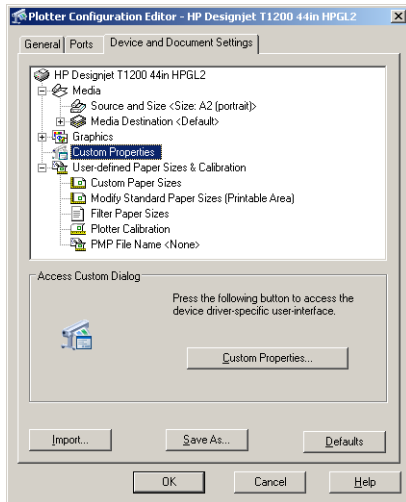 Plotter Configuration Editor - HP Designjet T1200 44in HPGL2
General Ports Device and Document Settings
HP Designjet T1200 44in HPGL2
Media
Source and Size <Size: A2 (portrait)>
Media Destination <Default>
Graphics
Custom Properties
User-defined Paper Sizes & Calibration
Custom Paper Sizes
Modify Standard Paper Sizes (Printable Area)
Filter Paper Sizes
Plotter Calibration
PMP File Name <None>
Access Custom Dialog
Press the following button to access the
device driver-specific user-interface.
Custom Properties...
Import... Save As... Defaults
OK Cancel Help